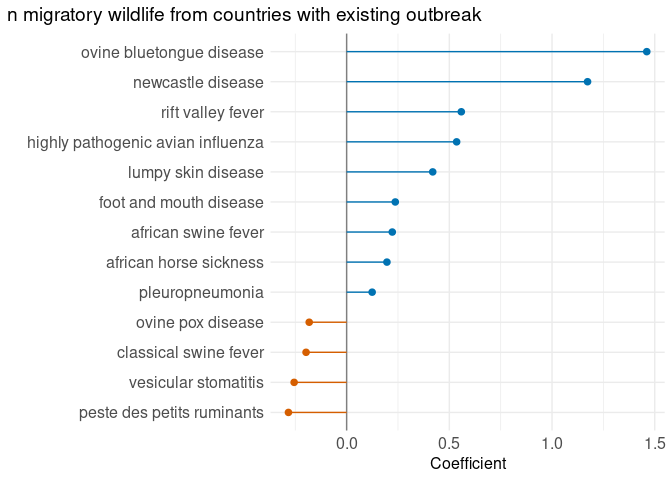 n migratory wildlife from countries with existing outbreak
ovine bluetongue disease
newcastle disease
rift valley fever
highly pathogenic avian influenza
lumpy skin disease
foot and mouth disease
african swine fever
african horse sickness
pleuropneumonia
ovine pox disease
classical swine fever
vesicular stomatitis
peste des petits ruminants
0.0 0.5 1.0 1.5
Coefficient